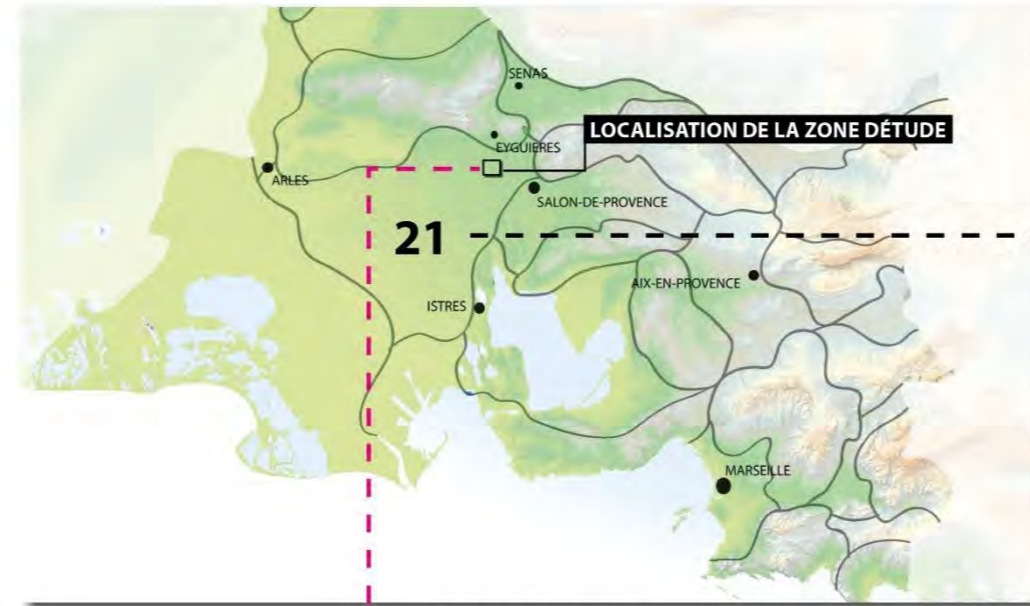 SENAS
LOCALISATION DE LA ZONE DÉTUDE
EYGUIERES
ARLES
SALON-DE-PROVENCE
21
AIX-EN-PROVENCE
ISTRES
MARSEILLE